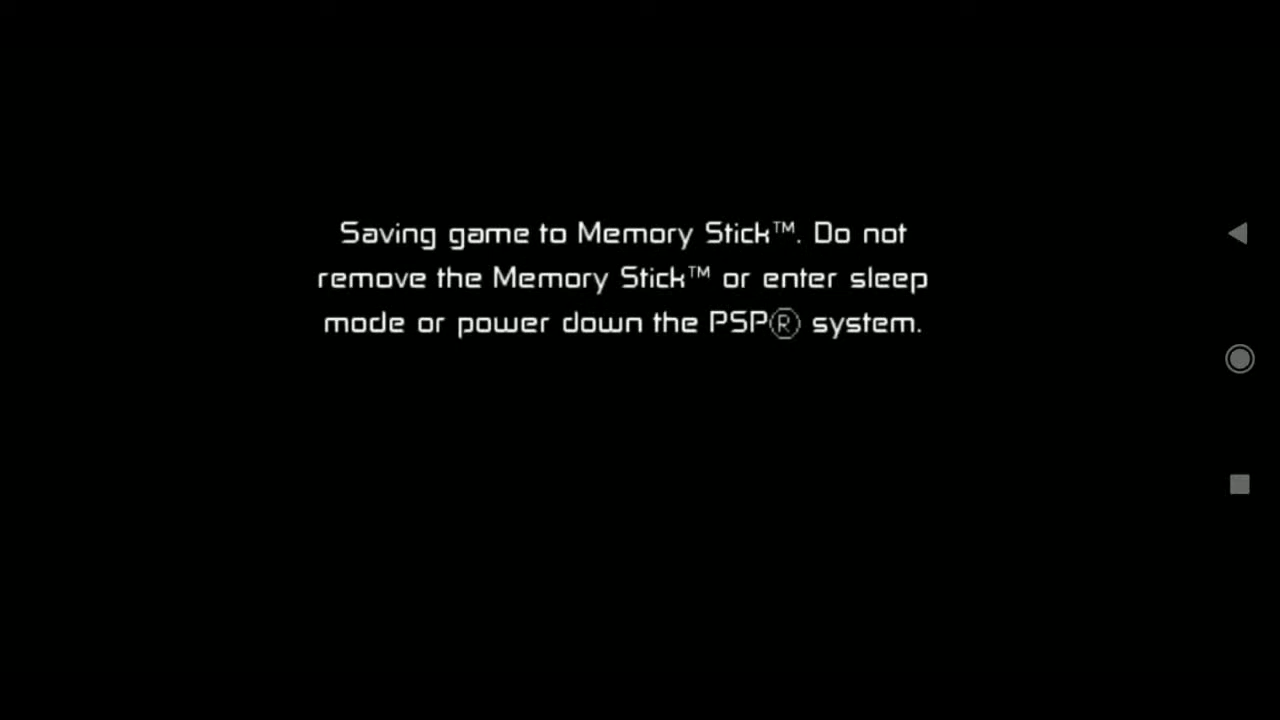 Saving game to Memory Stick™. Do not
remove the Memory Stick™ or enter sleep
mode or power down the PSP® system.